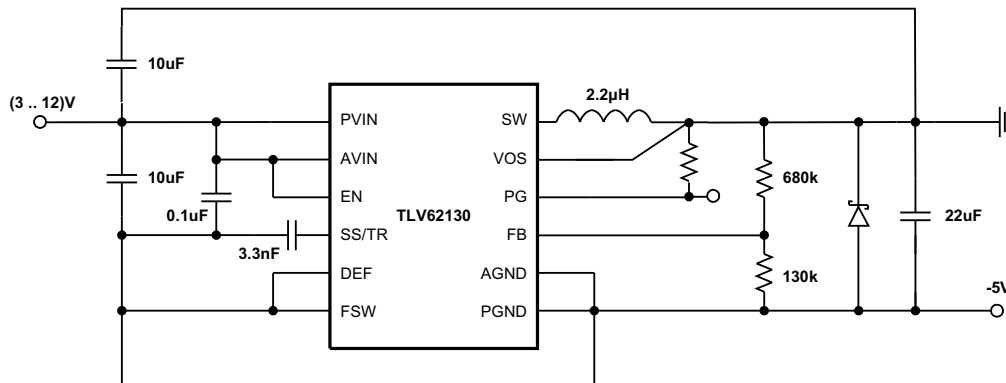 10uF
(3 .. 12)V
10uF
0.1uF
3.3nF
PVIN
AVIN
EN
SS/TR
DEF
FSW
TLV62130
SW
VOS
PG
FB
AGND
PGND
2.2µH
680k
130k
22uF
-5V